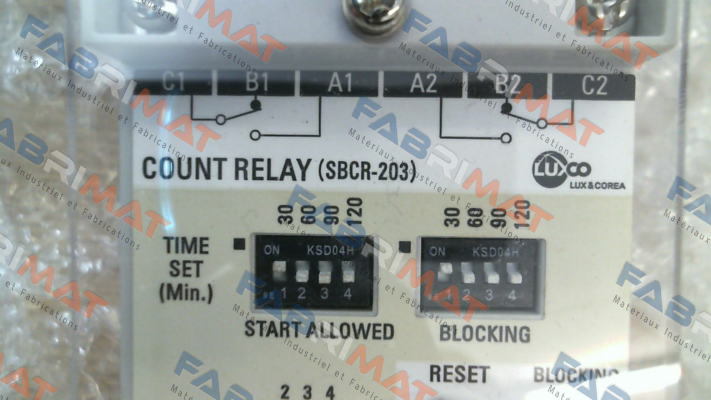 C1 B1 A1 A2 B2 C2
COUNT RELAY (SBCR-203)
LUXCO
LUX & COREA
30 60 90 120
30 60 90 120
TIME SET (Min.)
ON KSD04H
1 2 3 4
ON KSD04H
2 3 4
START ALLOWED
BLOCKING
RESET
BLOCKING
2 3 4
FABRIMAT
Materiaux Industriel et Fabrications